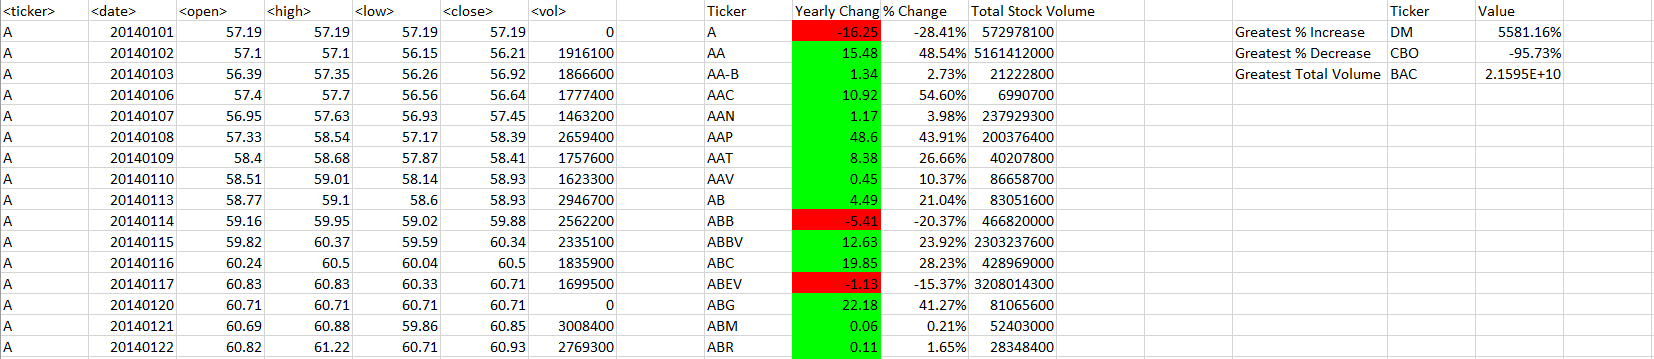 <ticker> <date> <open> <high> <low> <close> <vol> Ticker Yearly Chang % Change Total Stock Volume Ticker Value
A 20140101 57.19 57.19 57.19 57.19 0 A -16.25 -28.41% 572978100 Greatest % Increase DM 5581.16%
A 20140102 57.1 57.1 56.15 56.21 1916100 AA 15.48 48.54% 5161412000 Greatest % Decrease CBO -95.73%
A 20140103 56.39 57.35 56.26 56.92 1866600 AA-B 1.34 2.73% 21222800 Greatest Total Volume BAC 2.1595E+10
A 20140106 57.4 57.7 56.56 56.64 1777400 AAC 10.92 54.60% 6990700
A 20140107 56.95 57.63 56.93 57.45 1463200 AAN 1.17 3.98% 237929300
A 20140108 57.33 58.54 57.17 58.39 2659400 AAP 48.6 43.91% 200376400
A 20140109 58.4 58.68 57.87 58.41 1757600 AAT 8.38 26.66% 40207800
A 20140110 58.51 59.01 58.14 58.93 1623300 AAV 0.45 10.37% 86658700
A 20140113 58.77 59.1 58.6 58.93 2946700 AB 4.49 21.04% 83051600
A 20140114 59.16 59.95 59.02 59.88 2562200 ABB -5.41 -20.37% 466820000
A 20140115 59.82 60.37 59.59 60.34 2335100 ABBV 12.63 23.92% 2303237600
A 20140116 60.24 60.5 60.04 60.5 1835900 ABC 19.85 28.23% 428969000
A 20140117 60.83 60.83 60.33 60.71 1699500 ABEV -1.13 -15.37% 3208014300
A 20140120 60.71 60.71 60.71 60.71 0 ABG 22.18 41.27% 81065600
A 20140121 60.69 60.88 59.86 60.85 3008400 ABM 0.06 0.21% 52403000
A 20140122 60.82 61.22 60.71 60.93 2769300 ABR 0.11 1.65% 28348400